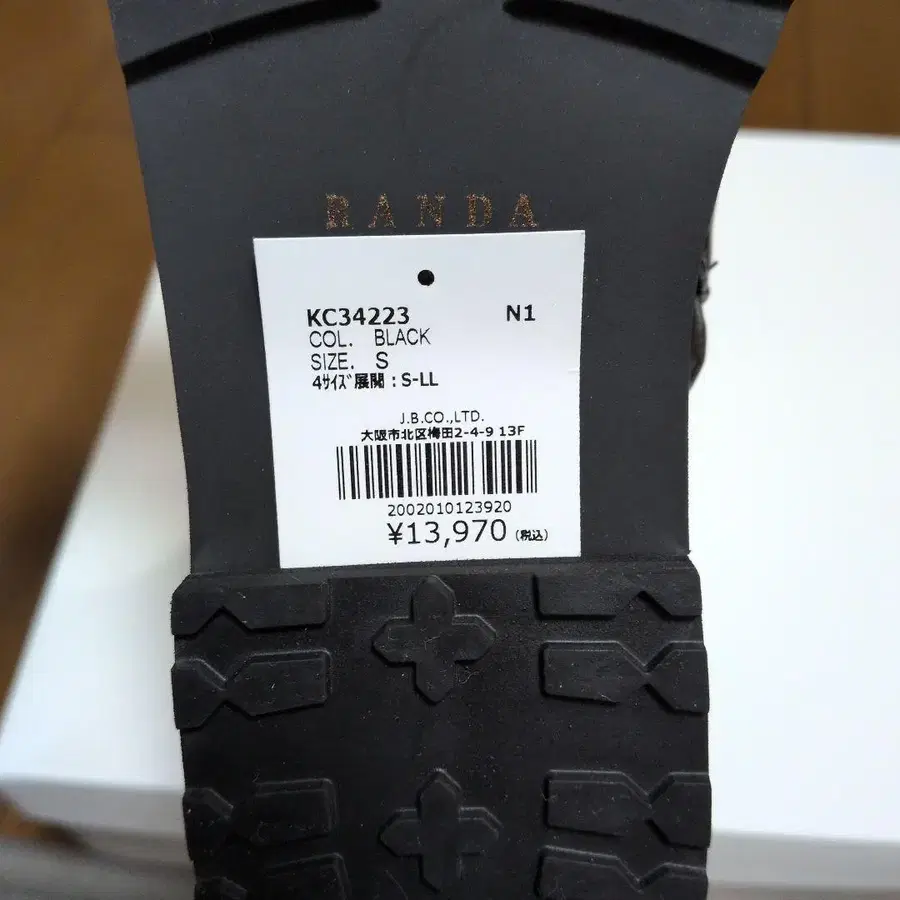 RANDA
KC34223 N1
COL. BLACK
SIZE. S
4ｻｲｽﾞ展開：S-LL
J.B.CO.,LTD.
大阪市北区梅田2-4-9 13F
2002010123920
¥13,970 (税込)